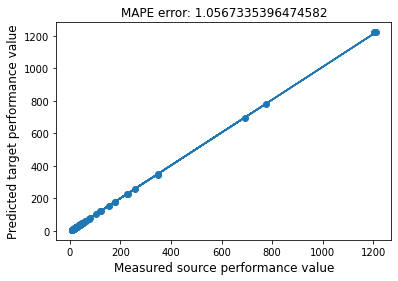 MAPE error: 1.0567335396474582
Predicted target performance value
1200
1000
800
600
400
200
0
0 200 400 600 800 1000 1200
Measured source performance value